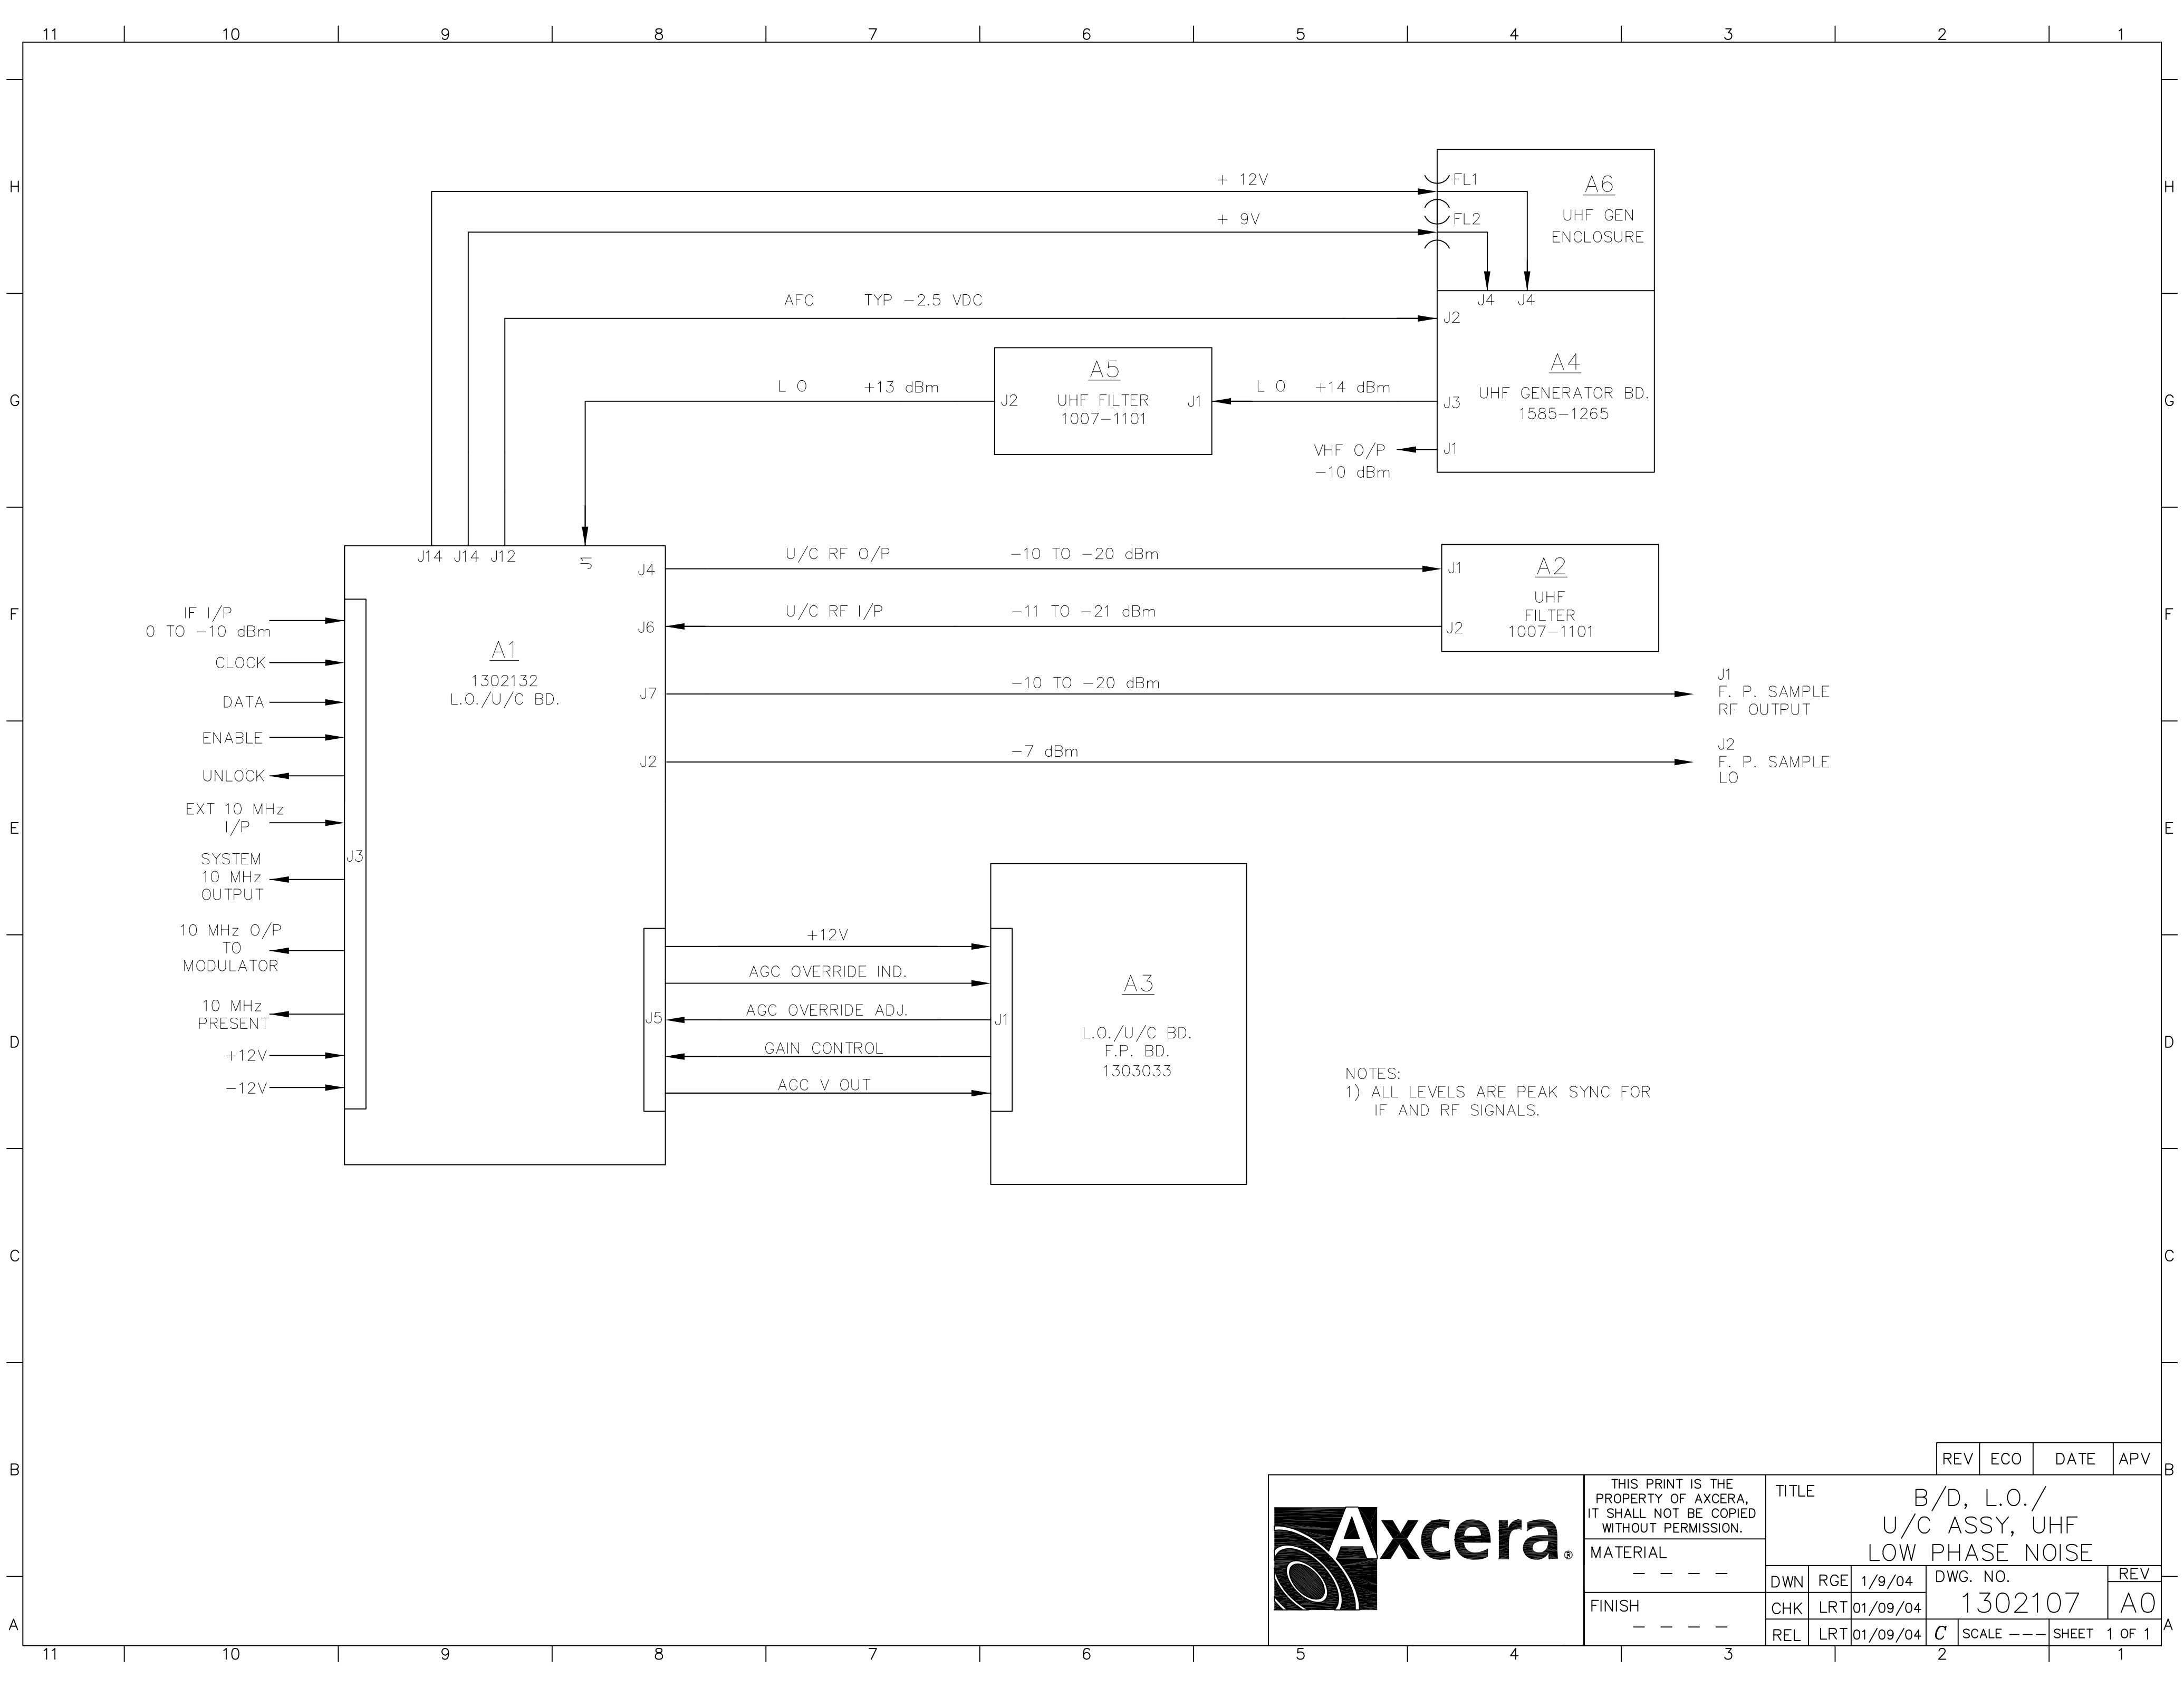 11 10 9 8 7 6 5 4 3 2 1
H
G
F
E
D
C
B
A
H
G
F
E
D
C
B
A
+ 12V
+ 9V
FL1
FL2
A6
UHF GEN
ENCLOSURE
AFC TYP −2.5 VDC
J4 J4
J2
A4
UHF GENERATOR BD.
1585−1265
J3
J1
L O +14 dBm
VHF O/P
−10 dBm
A5
UHF FILTER
1007−1101
J2
J1
L O +13 dBm
J14 J14 J12 J1
J4
U/C RF O/P −10 TO −20 dBm
J1
A2
UHF
FILTER
1007−1101
J6
U/C RF I/P −11 TO −21 dBm
J2
J7
−10 TO −20 dBm
J1
F. P. SAMPLE
RF OUTPUT
J2
−7 dBm
J2
F. P. SAMPLE
LO
A1
1302132
L.O./U/C BD.
IF I/P
0 TO −10 dBm
CLOCK
DATA
ENABLE
UNLOCK
EXT 10 MHz
I/P
J3
SYSTEM
10 MHz
OUTPUT
10 MHz O/P
TO
MODULATOR
10 MHz
PRESENT
+12V
−12V
J5
+12V
AGC OVERRIDE IND.
AGC OVERRIDE ADJ.
GAIN CONTROL
AGC V OUT
J1
A3
L.O./U/C BD.
F.P. BD.
1303033
NOTES:
1) ALL LEVELS ARE PEAK SYNC FOR
IF AND RF SIGNALS.
REV ECO DATE APV
Axcera®
THIS PRINT IS THE
PROPERTY OF AXCERA,
IT SHALL NOT BE COPIED
WITHOUT PERMISSION.
MATERIAL
− − − −
FINISH
− − − −
TITLE
B/D, L.O./
U/C ASSY, UHF
LOW PHASE NOISE
DWN RGE 1/9/04
CHK LRT 01/09/04
REL LRT 01/09/04
DWG. NO.
1302107
REV
A0
C SCALE −−− SHEET 1 OF 1
11 10 9 8 7 6 5 4 3 2 1